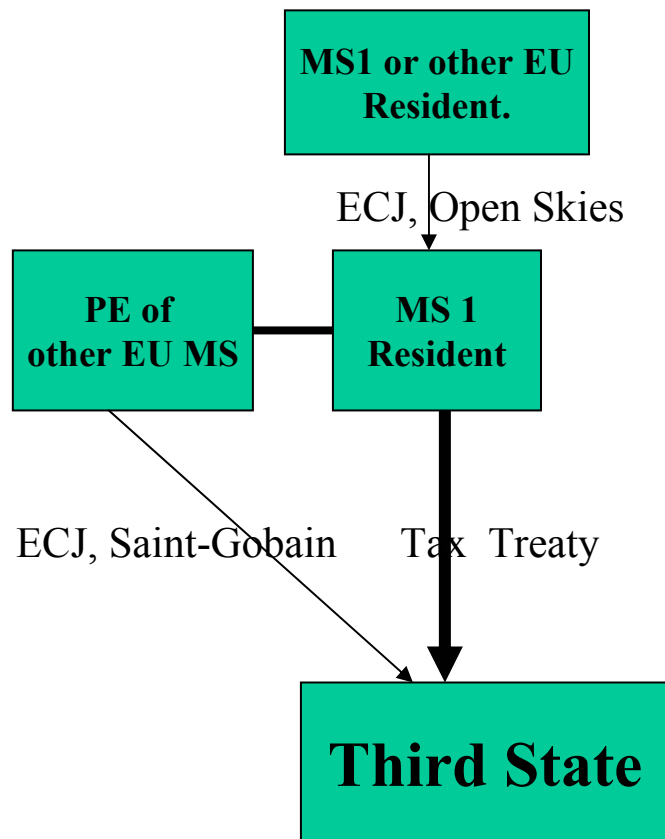 MS1 or other EU
Resident.
ECJ, Open Skies
PE of
other EU MS
MS 1
Resident
ECJ, Saint-Gobain
Tax Treaty
Third State